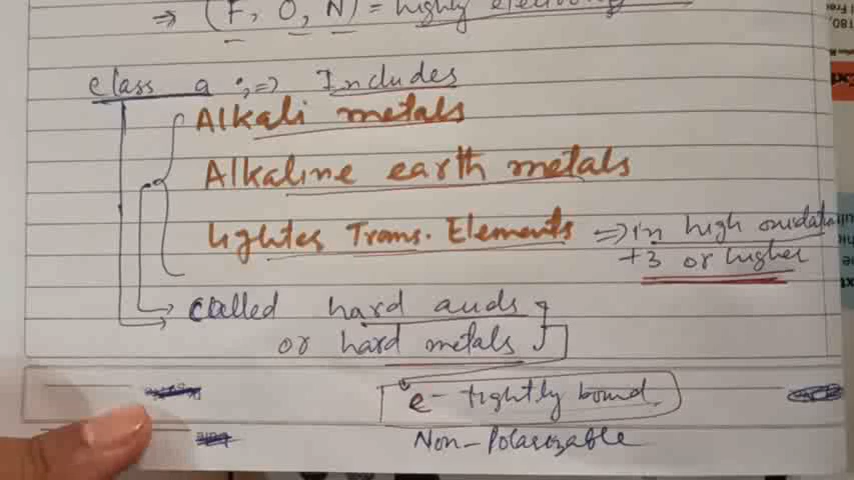 ⇒ (F, O, N) = highly
class a :⇒ Includes
Alkali metals
Alkaline earth metals
lighter Trans. Elements ⇒ in high oxidation
+3 or higher
called hard acids
or hard metals
e- tightly bound.
Non-Polarizable